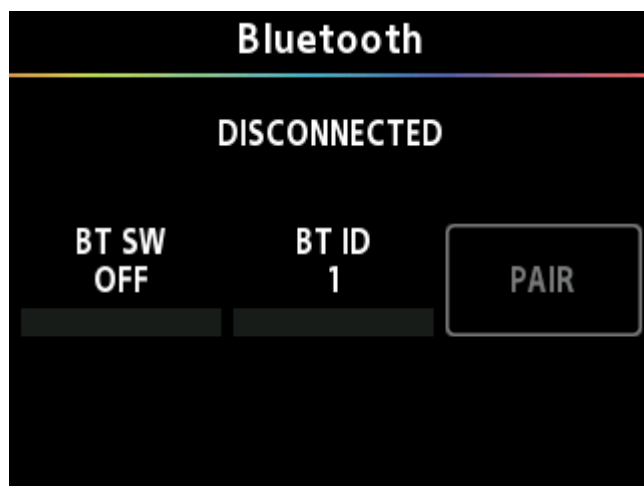 Bluetooth
DISCONNECTED
BT SW
OFF
BT ID
1
PAIR